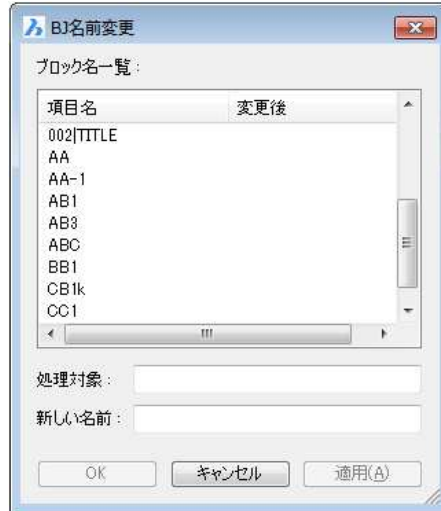 BJ名前変更
ブロック名一覧：
項目名 変更後
002|TITLE
AA
AA-1
AB1
AB3
ABC
BB1
CB1k
CC1
処理対象：
新しい名前：
OK キャンセル 適用(A)